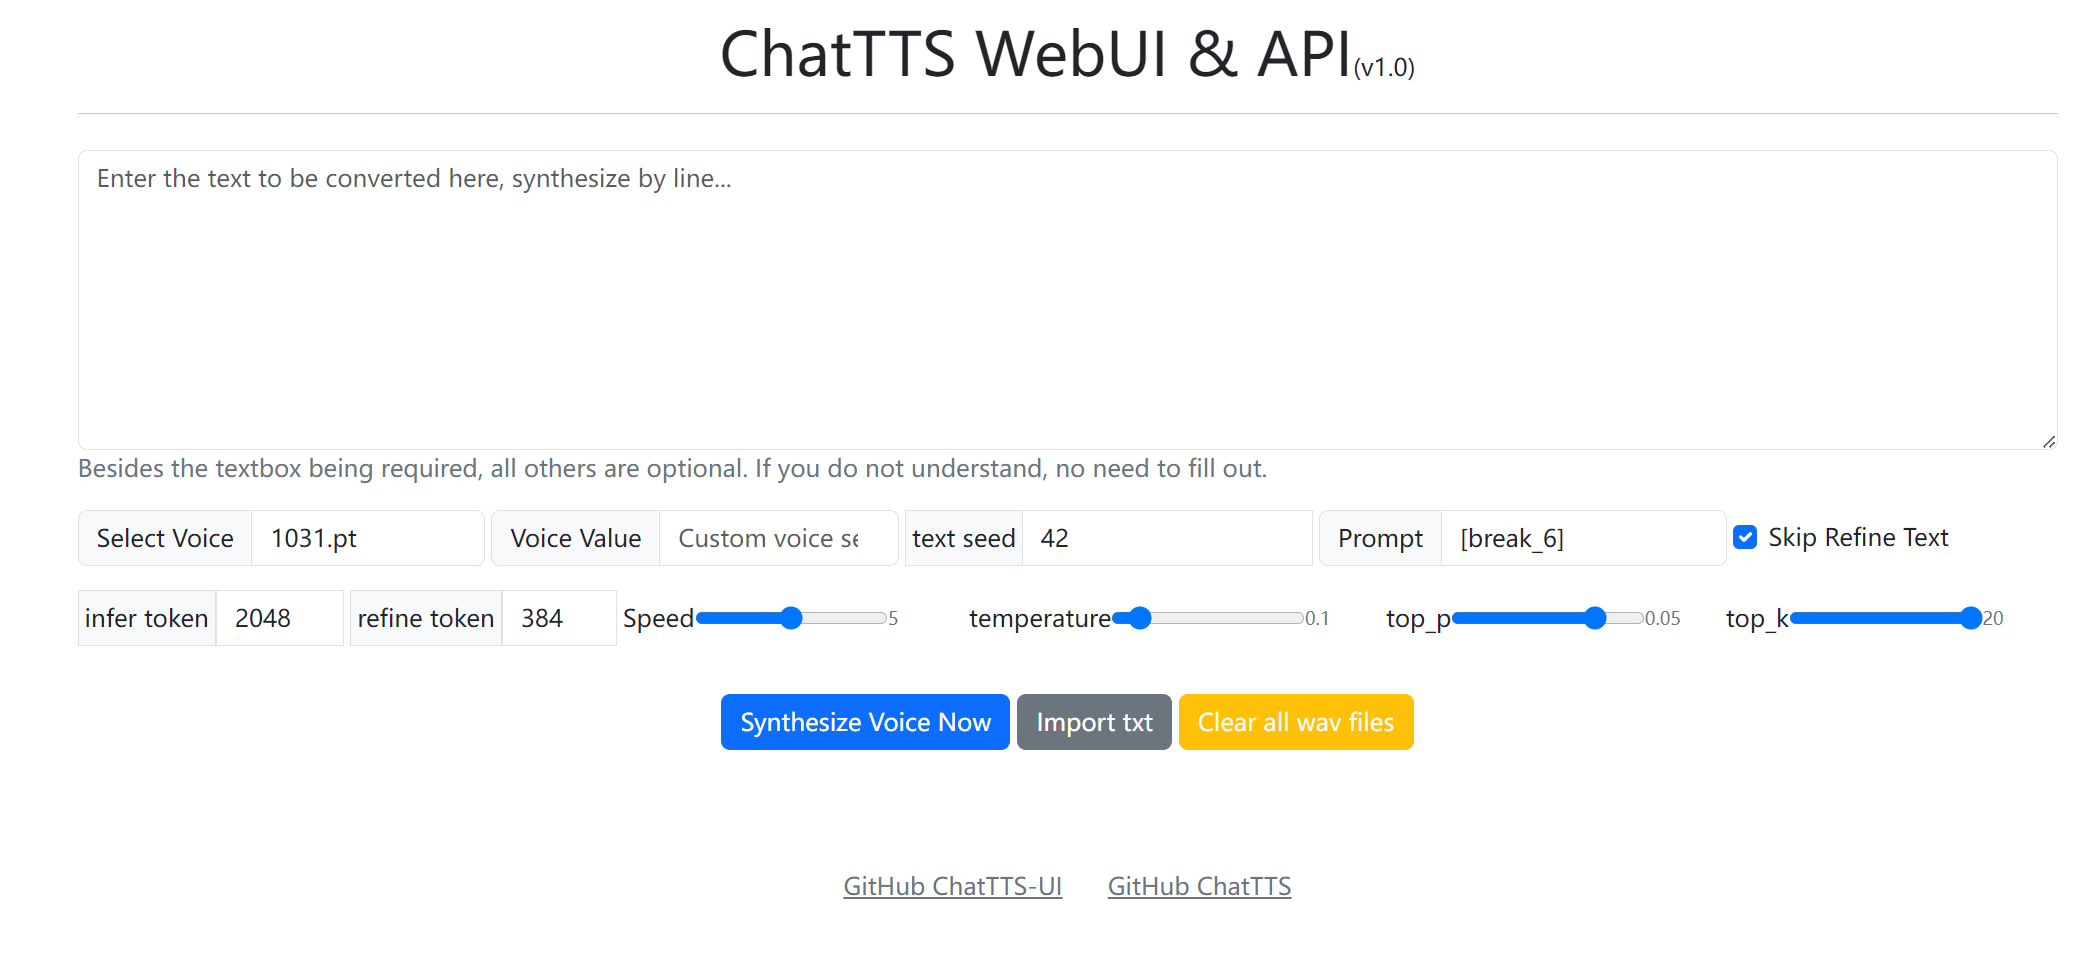 ChatTTS WebUI & API(v1.0)
Enter the text to be converted here, synthesize by line...
Besides the textbox being required, all others are optional. If you do not understand, no need to fill out.
Select Voice 1031.pt Voice Value Custom voice se text seed 42 Prompt [break_6] Skip Refine Text
infer token 2048 refine token 384 Speed 5 temperature 0.1 top_p 0.05 top_k 20
Synthesize Voice Now Import txt Clear all wav files
GitHub ChatTTS-UI GitHub ChatTTS